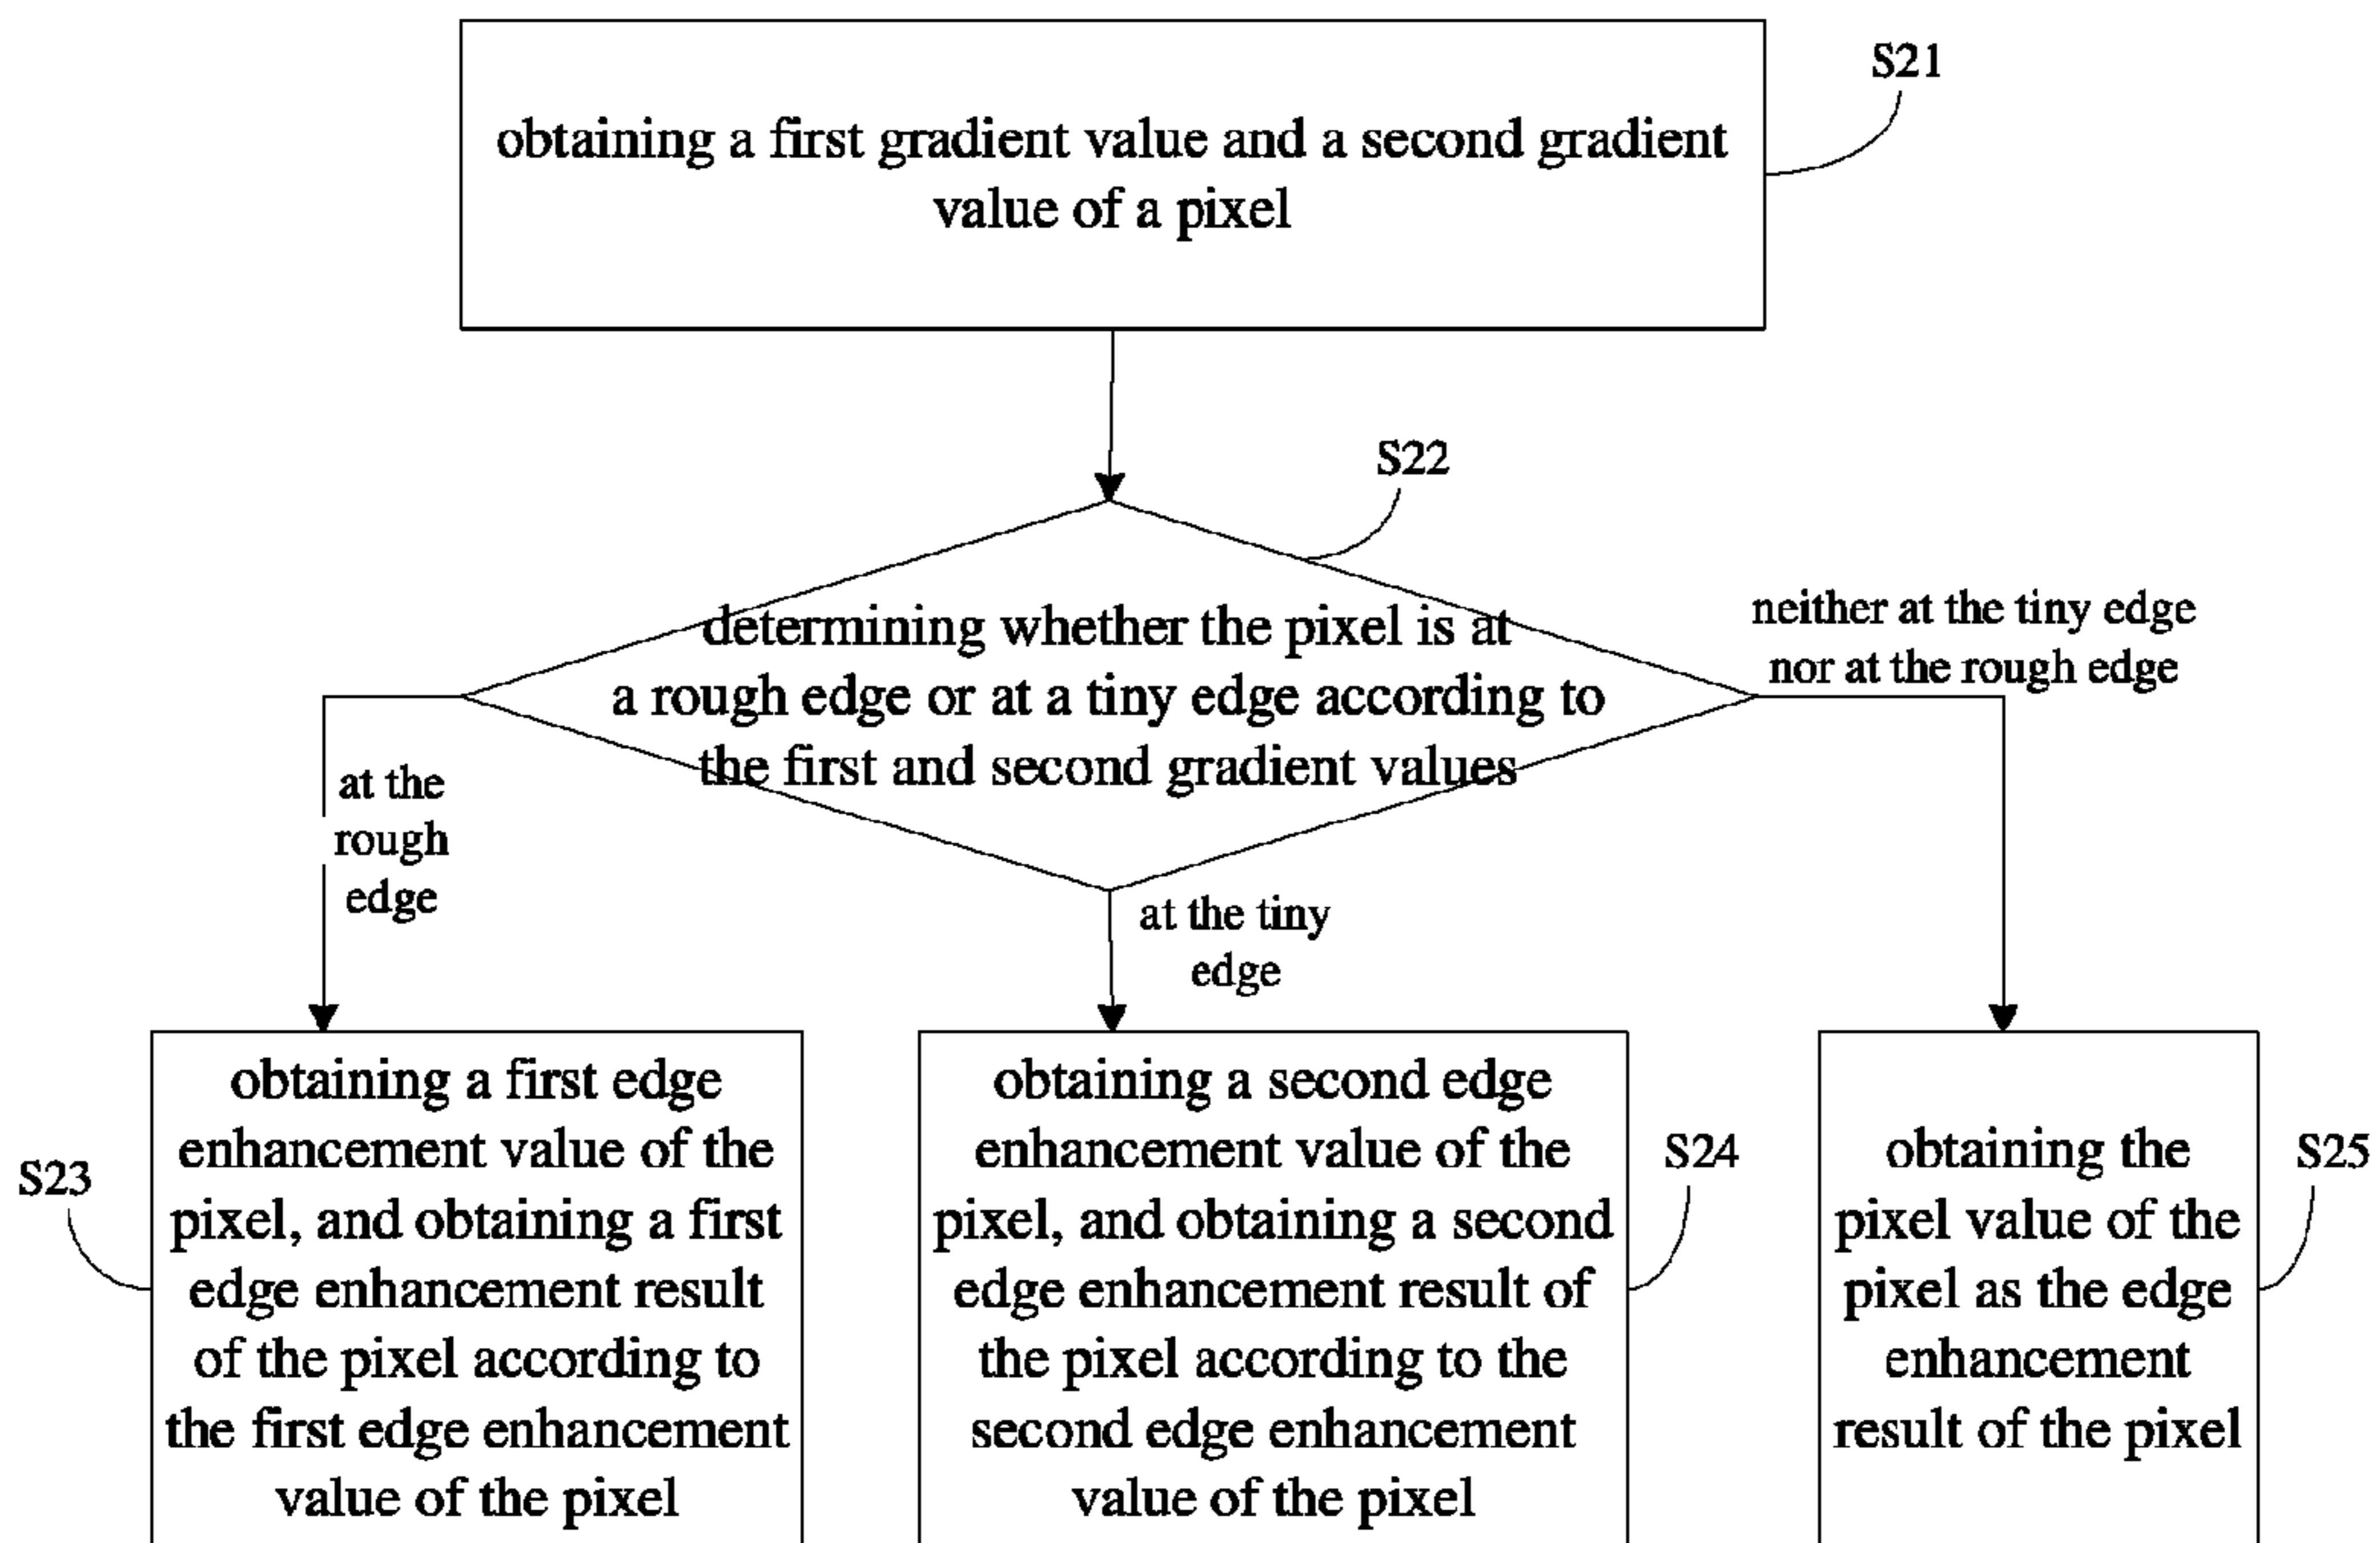 S21
obtaining a first gradient value and a second gradient
value of a pixel
S22
determining whether the pixel is at
a rough edge or at a tiny edge according to
the first and second gradient values
neither at the tiny edge
nor at the rough edge
at the
rough
edge
at the tiny
edge
S23
obtaining a first edge
enhancement value of the
pixel, and obtaining a first
edge enhancement result
of the pixel according to
the first edge enhancement
value of the pixel
S24
obtaining a second edge
enhancement value of the
pixel, and obtaining a second
edge enhancement result of
the pixel according to the
second edge enhancement
value of the pixel
S25
obtaining the
pixel value of the
pixel as the edge
enhancement
result of the pixel